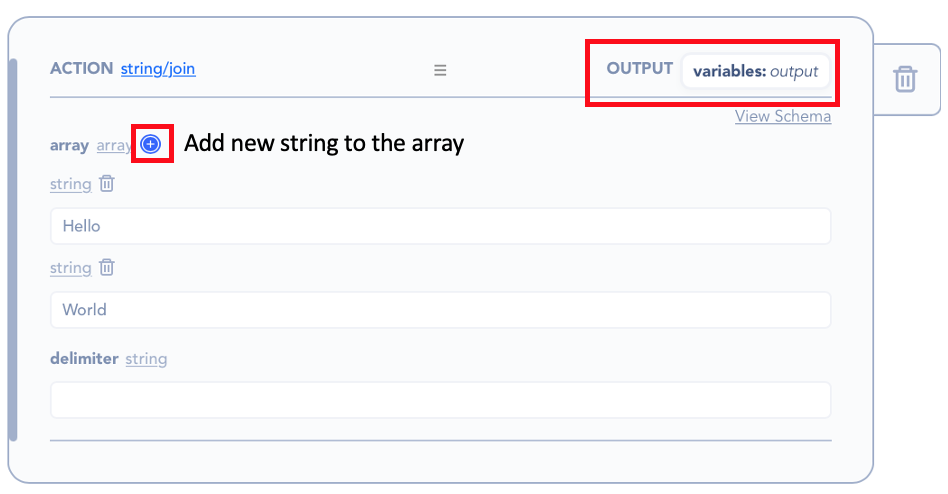 ACTION string/join OUTPUT variables: output
View Schema
array array Add new string to the array
string
Hello
string
World
delimiter string